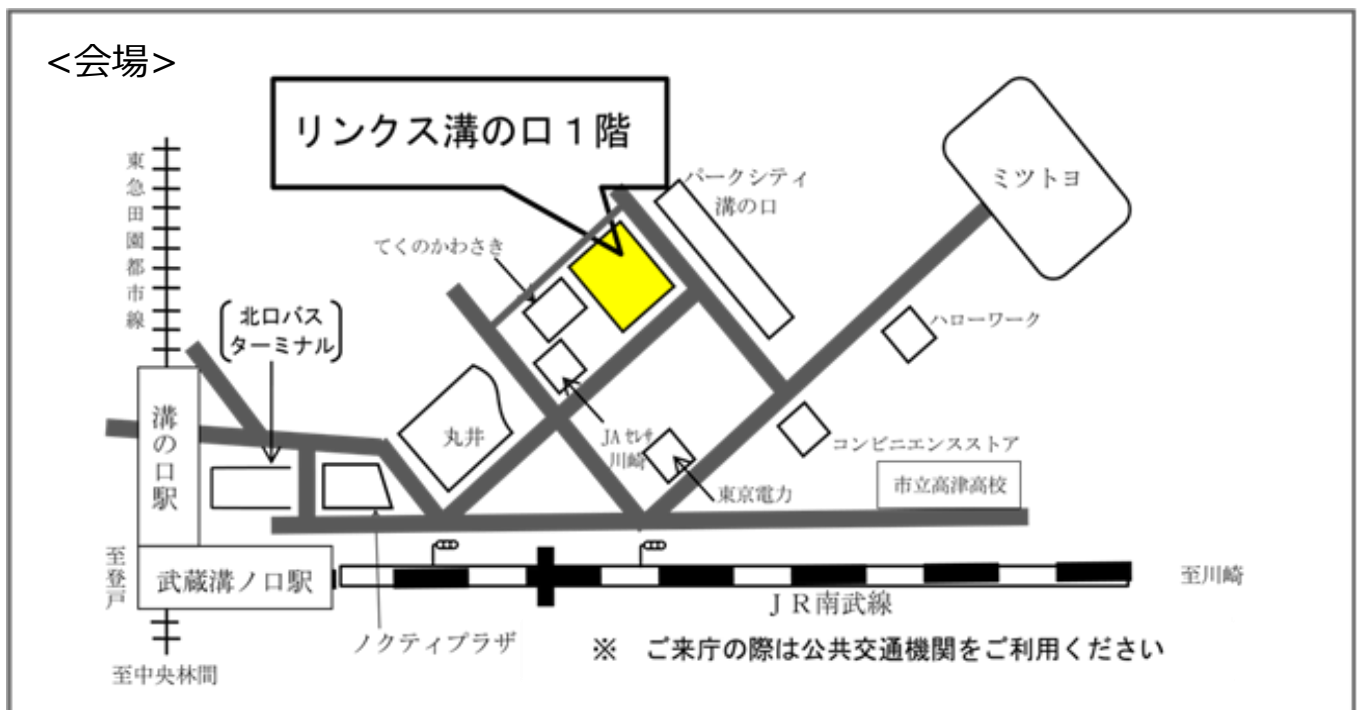 <会場>
リンクス溝の口１階
東急田園都市線
パークシティ
溝の口
ミツトヨ
てくのかわさき
北口バス
ターミナル
ハローワーク
溝の口駅
丸井
JAセレサ
川崎
コンビニエンスストア
東京電力
市立高津高校
至登戸
武蔵溝ノ口駅
至川崎
ＪＲ南武線
ノクティプラザ
※　ご来庁の際は公共交通機関をご利用ください
至中央林間